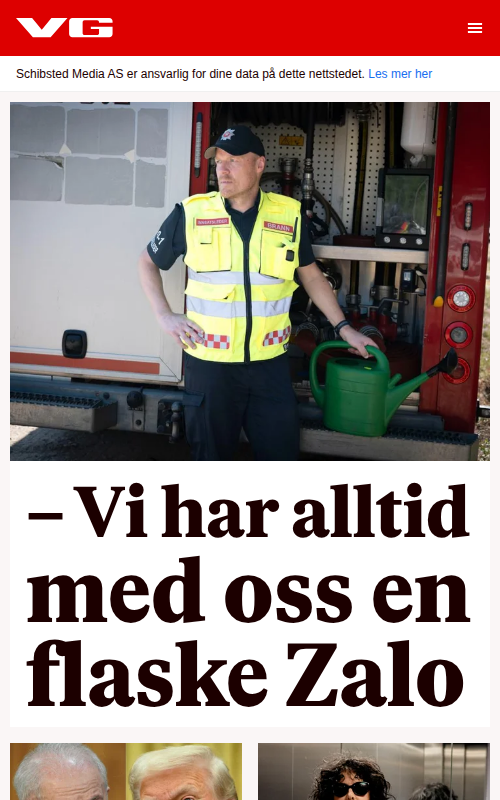 VG
Schibsted Media AS er ansvarlig for dine data på dette nettstedet. Les mer her
BRANN
– Vi har alltid
med oss en
flaske Zalo